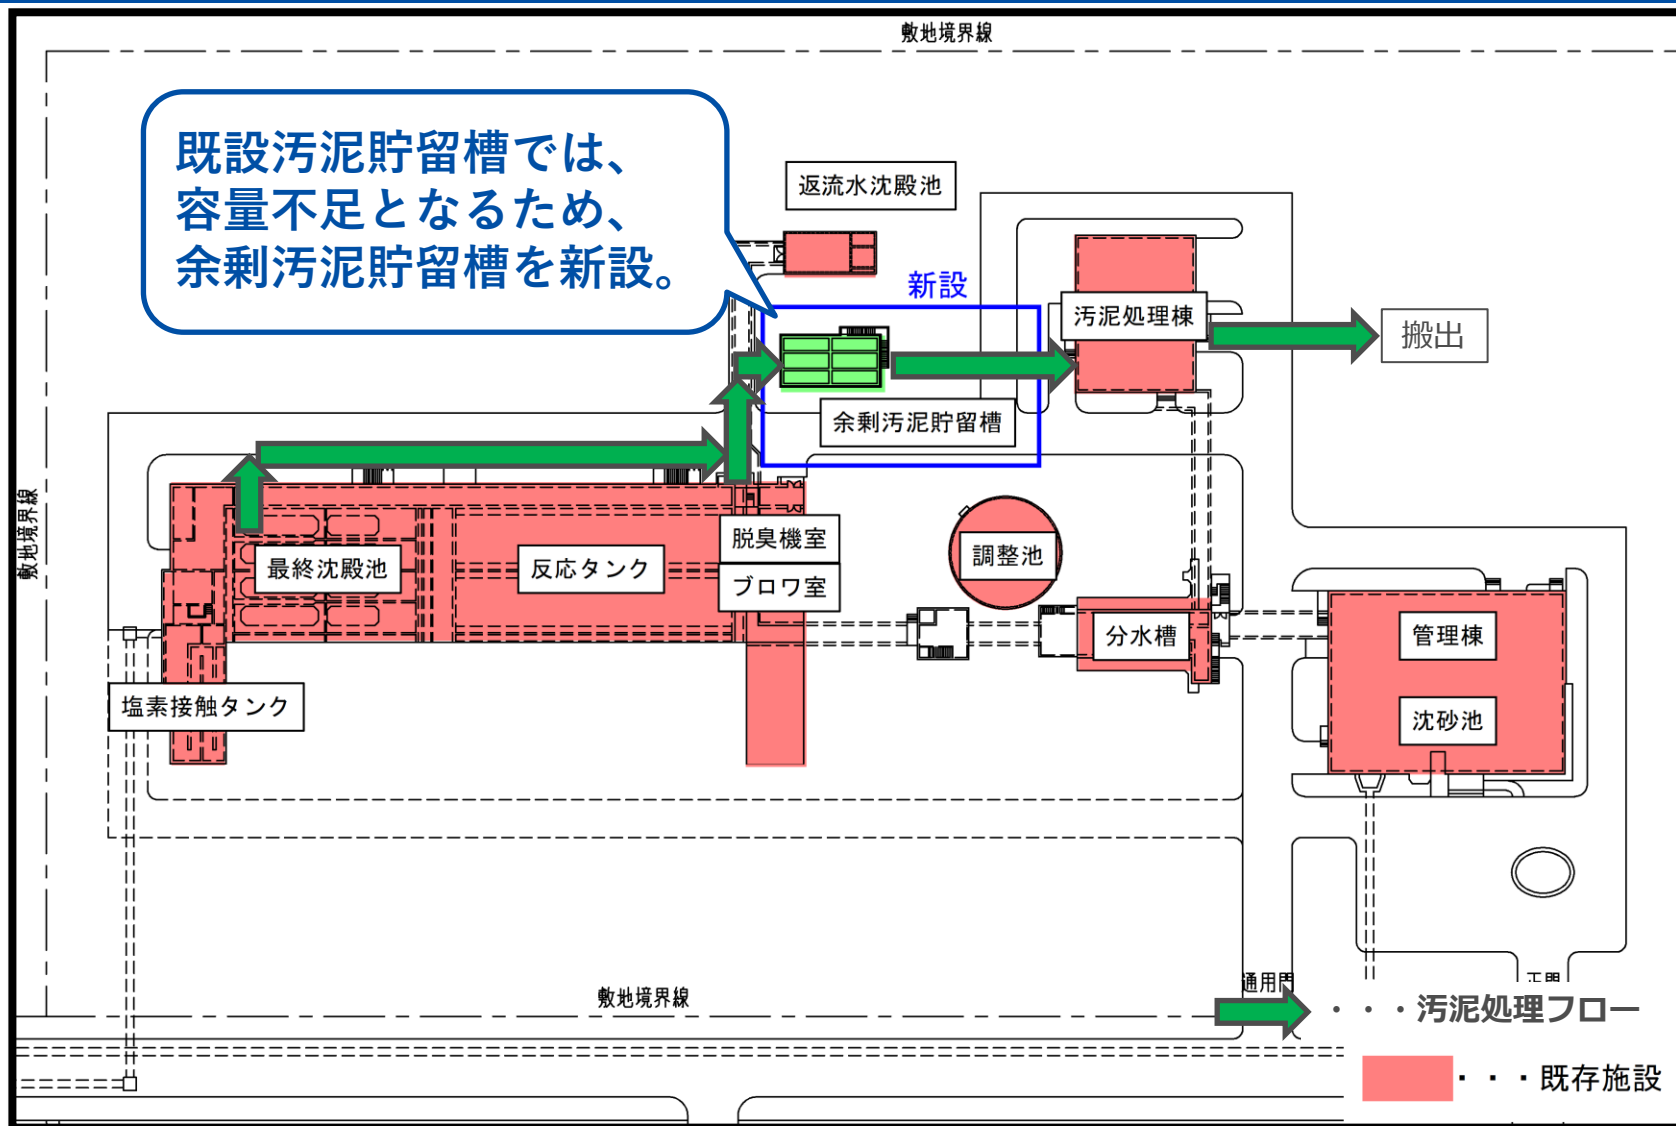 敷地境界線
既設汚泥貯留槽では、
容量不足となるため、
余剰汚泥貯留槽を新設。
返流水沈殿池
新設
汚泥処理棟
搬出
余剰汚泥貯留槽
敷地境界線
脱臭機室
最終沈殿池
反応タンク
調整池
ブロワ室
分水槽
管理棟
塩素接触タンク
沈砂池
敷地境界線
通用門
正門
・・・汚泥処理フロー
・・・既存施設